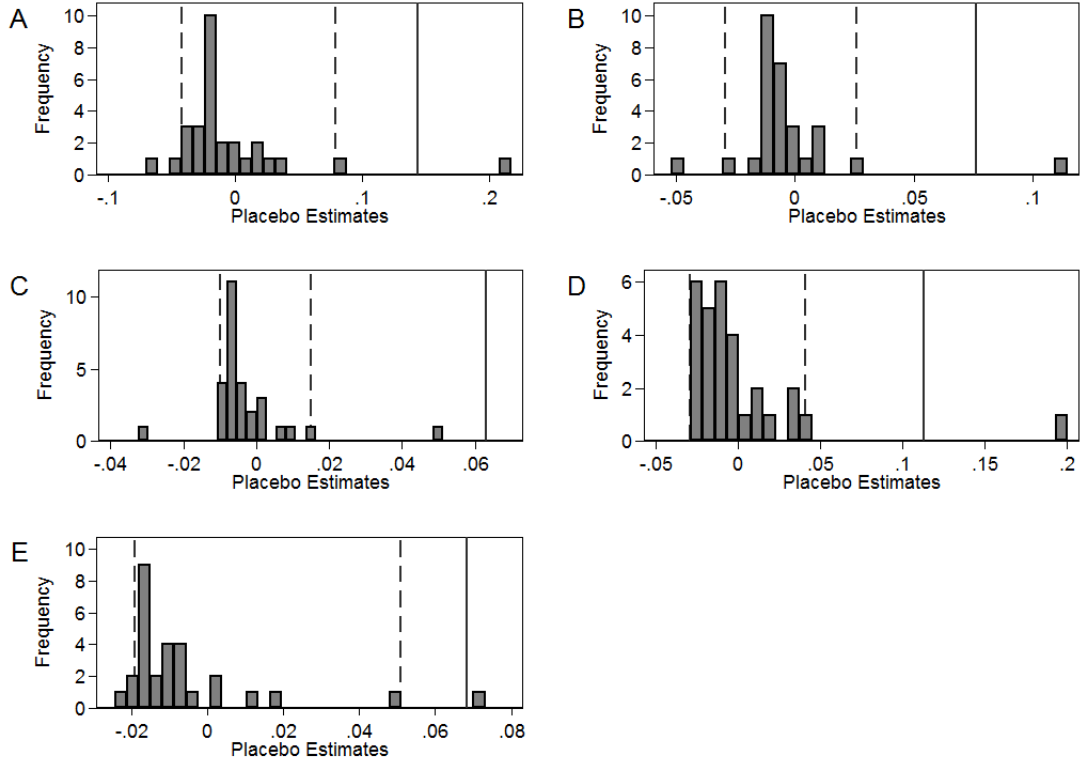 A
Frequency
10
8
6
4
2
0
-.1 0 .1 .2
Placebo Estimates
B
Frequency
10
8
6
4
2
0
-.05 0 .05 .1
Placebo Estimates
C
Frequency
10
5
0
-.04 -.02 0 .02 .04 .06
Placebo Estimates
D
Frequency
6
4
2
0
-.05 0 .05 .1 .15 .2
Placebo Estimates
E
Frequency
10
8
6
4
2
0
-.02 0 .02 .04 .06 .08
Placebo Estimates